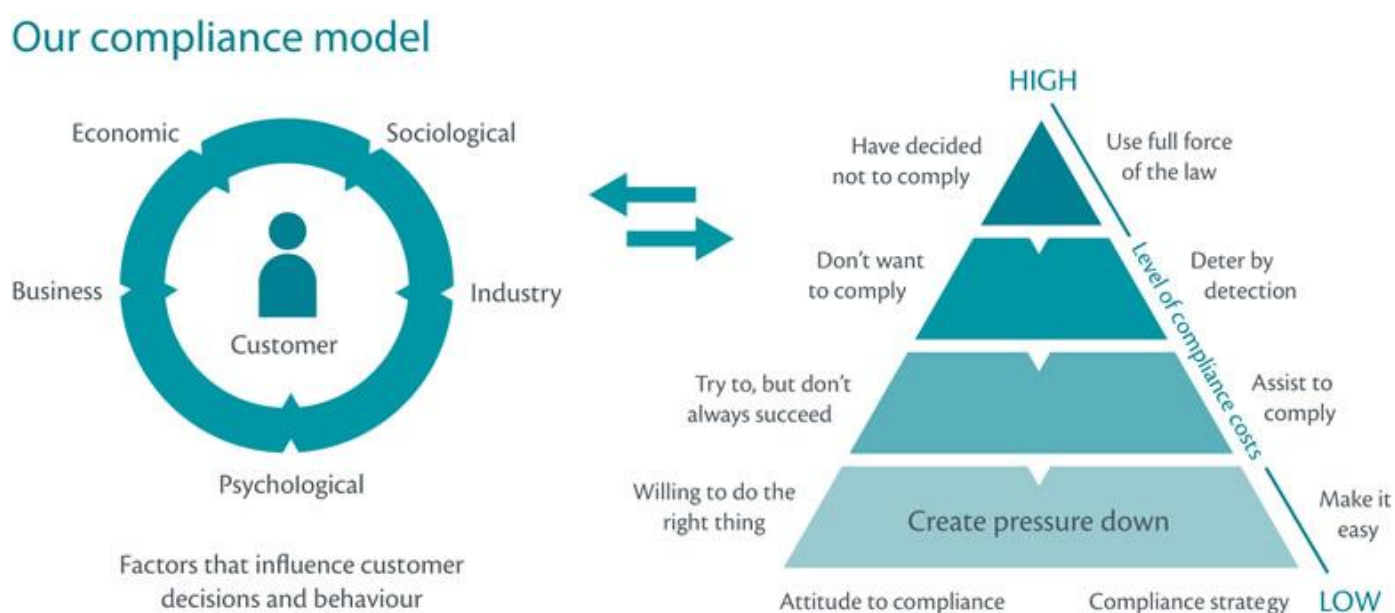 Our compliance model
Economic
Sociological
Business
Industry
Customer
Psychological
Factors that influence customer
decisions and behaviour
HIGH
Have decided
not to comply
Use full force
of the law
Don't want
to comply
Deter by
detection
Level of compliance costs
Try to, but don't
always succeed
Assist to
comply
Willing to do the
right thing
Create pressure down
Make it
easy
Attitude to compliance
Compliance strategy
LOW